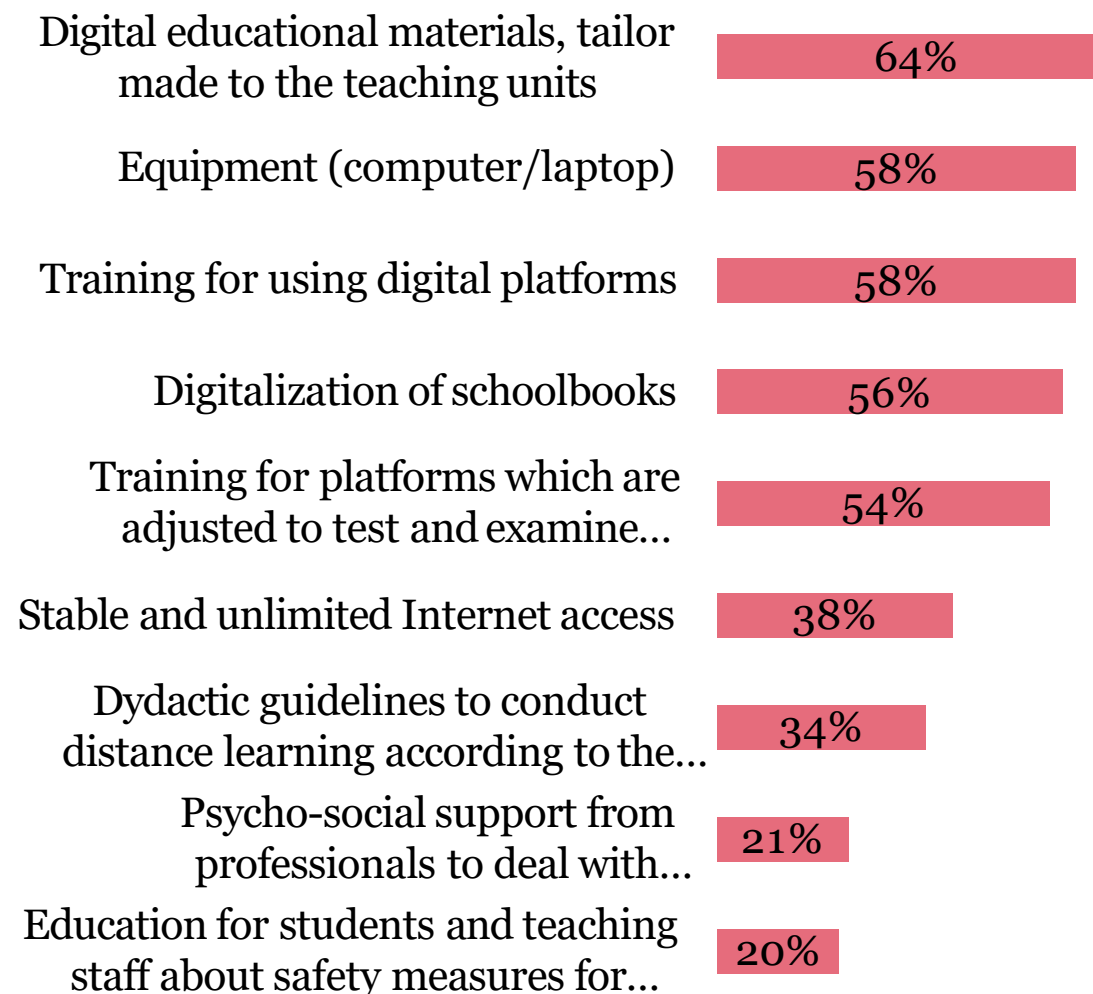 Digital educational materials, tailor
made to the teaching units
64%
Equipment (computer/laptop)
58%
Training for using digital platforms
58%
Digitalization of schoolbooks
56%
Training for platforms which are
adjusted to test and examine...
54%
Stable and unlimited Internet access
38%
Dydactic guidelines to conduct
distance learning according to the...
34%
Psycho-social support from
professionals to deal with...
21%
Education for students and teaching
staff about safety measures for...
20%